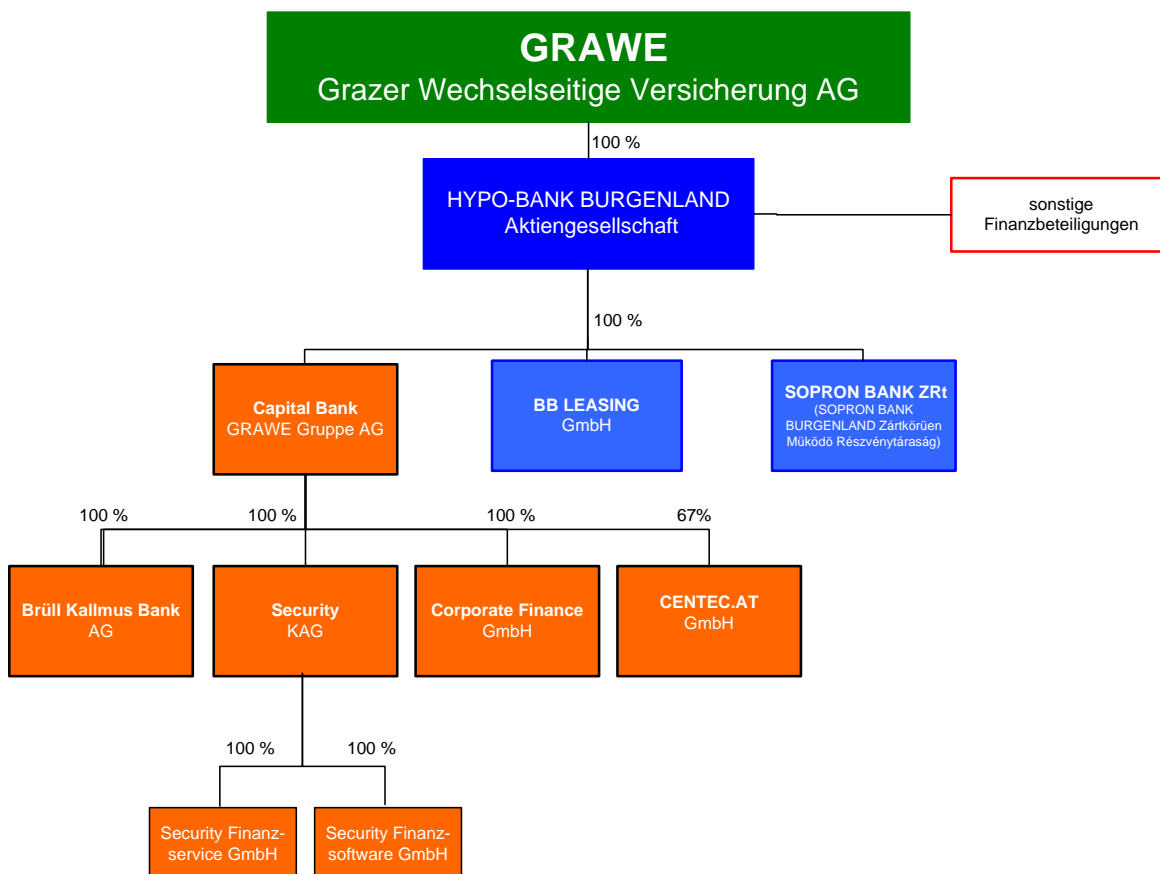 GRAWE
Grazer Wechselseitige Versicherung AG
100 %
HYPO-BANK BURGENLAND
Aktiengesellschaft
sonstige
Finanzbeteiligungen
100 %
Capital Bank
GRAWE Gruppe AG
BB LEASING
GmbH
SOPRON BANK ZRt
(SOPRON BANK
BURGENLAND Zártkörüen
Müködö Részvénytáraság)
100 %
100 %
100 %
67%
Brüll Kallmus Bank
AG
Security
KAG
Corporate Finance
GmbH
CENTEC.AT
GmbH
100 %
100 %
Security Finanz-
service GmbH
Security Finanz-
software GmbH